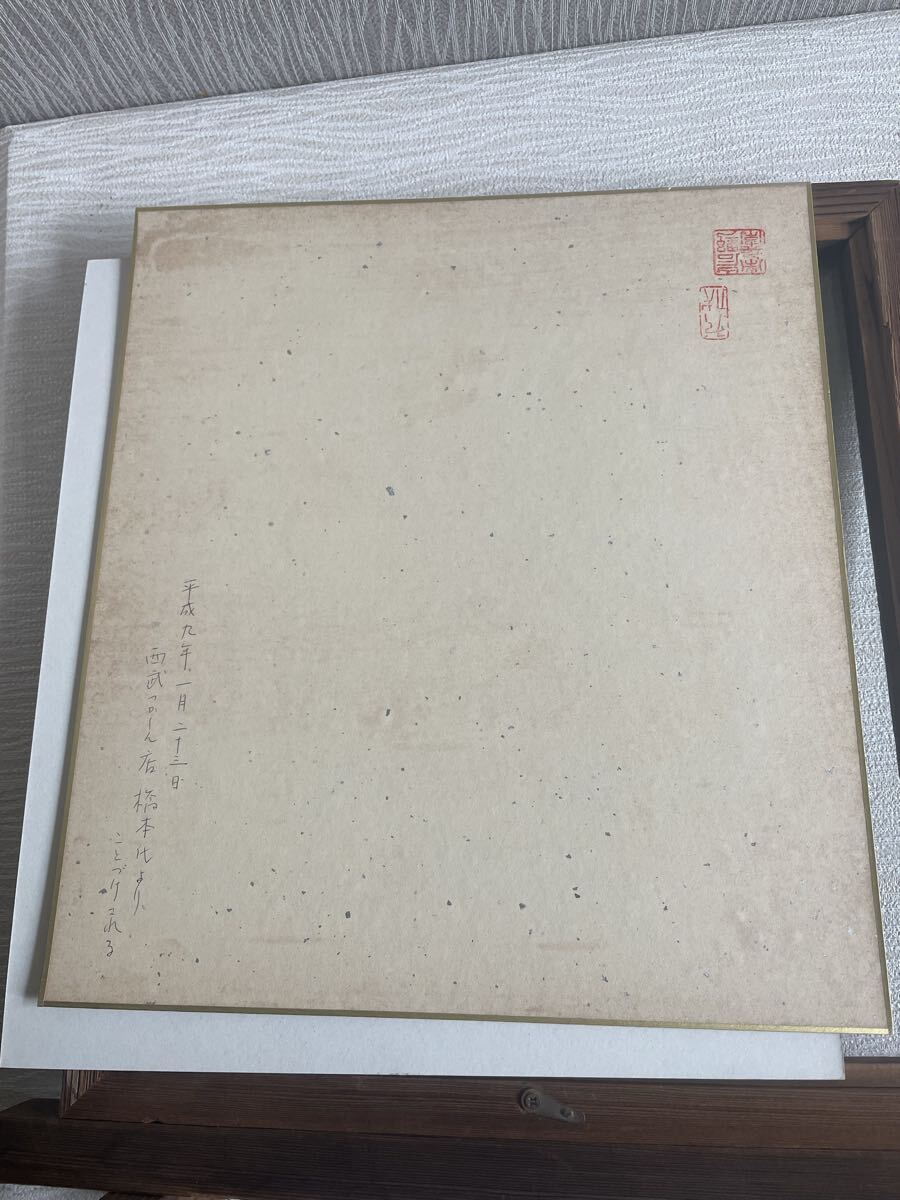 平成九年一月二十三日
西武つかしん店 橋本氏より
ことづけされる